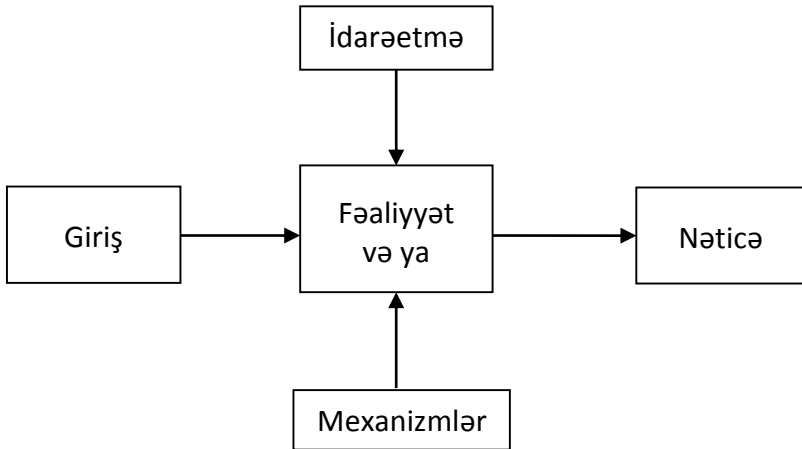 İdarəetmə
Giriş
Fəaliyyət
və ya
Nəticə
Mexanizmlər